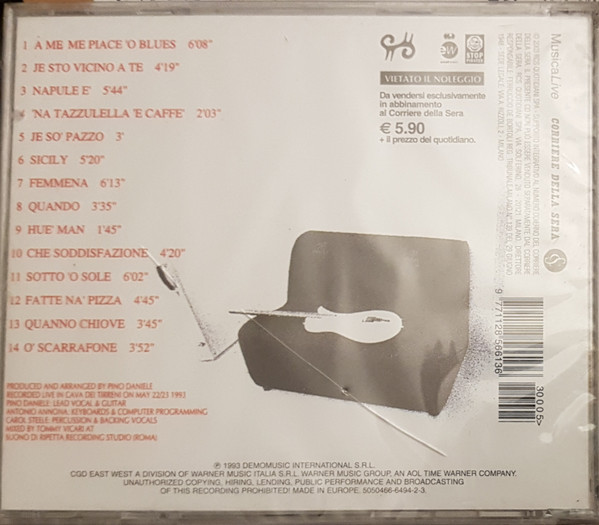 1 A ME ME PIACE 'O BLUES 6'08"
2 JE STO VICINO A TE 4'19"
3 NAPULE E' 5'44"
4 'NA TAZZULELLA 'E CAFFE' 2'03"
5 JE SO' PAZZO 3'
6 SICILY 5'20"
7 FEMMENA 6'13"
8 QUANDO 3'35"
9 HUE' MAN 1'45"
10 CHE SODDISFAZIONE 4'20"
11 SOTTO 'O SOLE 6'02"
12 FATTE NA' PIZZA 4'45"
13 QUANNO CHIOVE 3'45"
14 O' SCARRAFONE 3'52"
PRODUCED AND ARRANGED BY PINO DANIELE
RECORDED LIVE IN CAVA DEI TIRRENI ON MAY 22/23 1993
PINO DANIELE: LEAD VOCAL & GUITAR
ANTONIO ANNONA: KEYBOARDS & COMPUTER PROGRAMMING
CAROL STEELE: PERCUSSION & BACKING VOCALS
MIXED BY TOMMY VICARI AT
SUONO DI RIPETTA RECORDING STUDIO (ROMA)
ew
STOP
VIETATO IL NOLEGGIO
Da vendersi esclusivamente
in abbinamento
al Corriere della Sera
€ 5.90
+ il prezzo del quotidiano.
MusicaLive CORRIERE DELLA SERA
9 771128 566136
30005>
℗ 1993 DEMOMUSIC INTERNATIONAL S.R.L.
CGD EAST WEST A DIVISION OF WARNER MUSIC ITALIA S.R.L. WARNER MUSIC GROUP, AN AOL TIME WARNER COMPANY.
UNAUTHORIZED COPYING, HIRING, LENDING, PUBLIC PERFORMANCE AND BROADCASTING
OF THIS RECORDING PROHIBITED! MADE IN EUROPE. 5050466-6494-2-3.